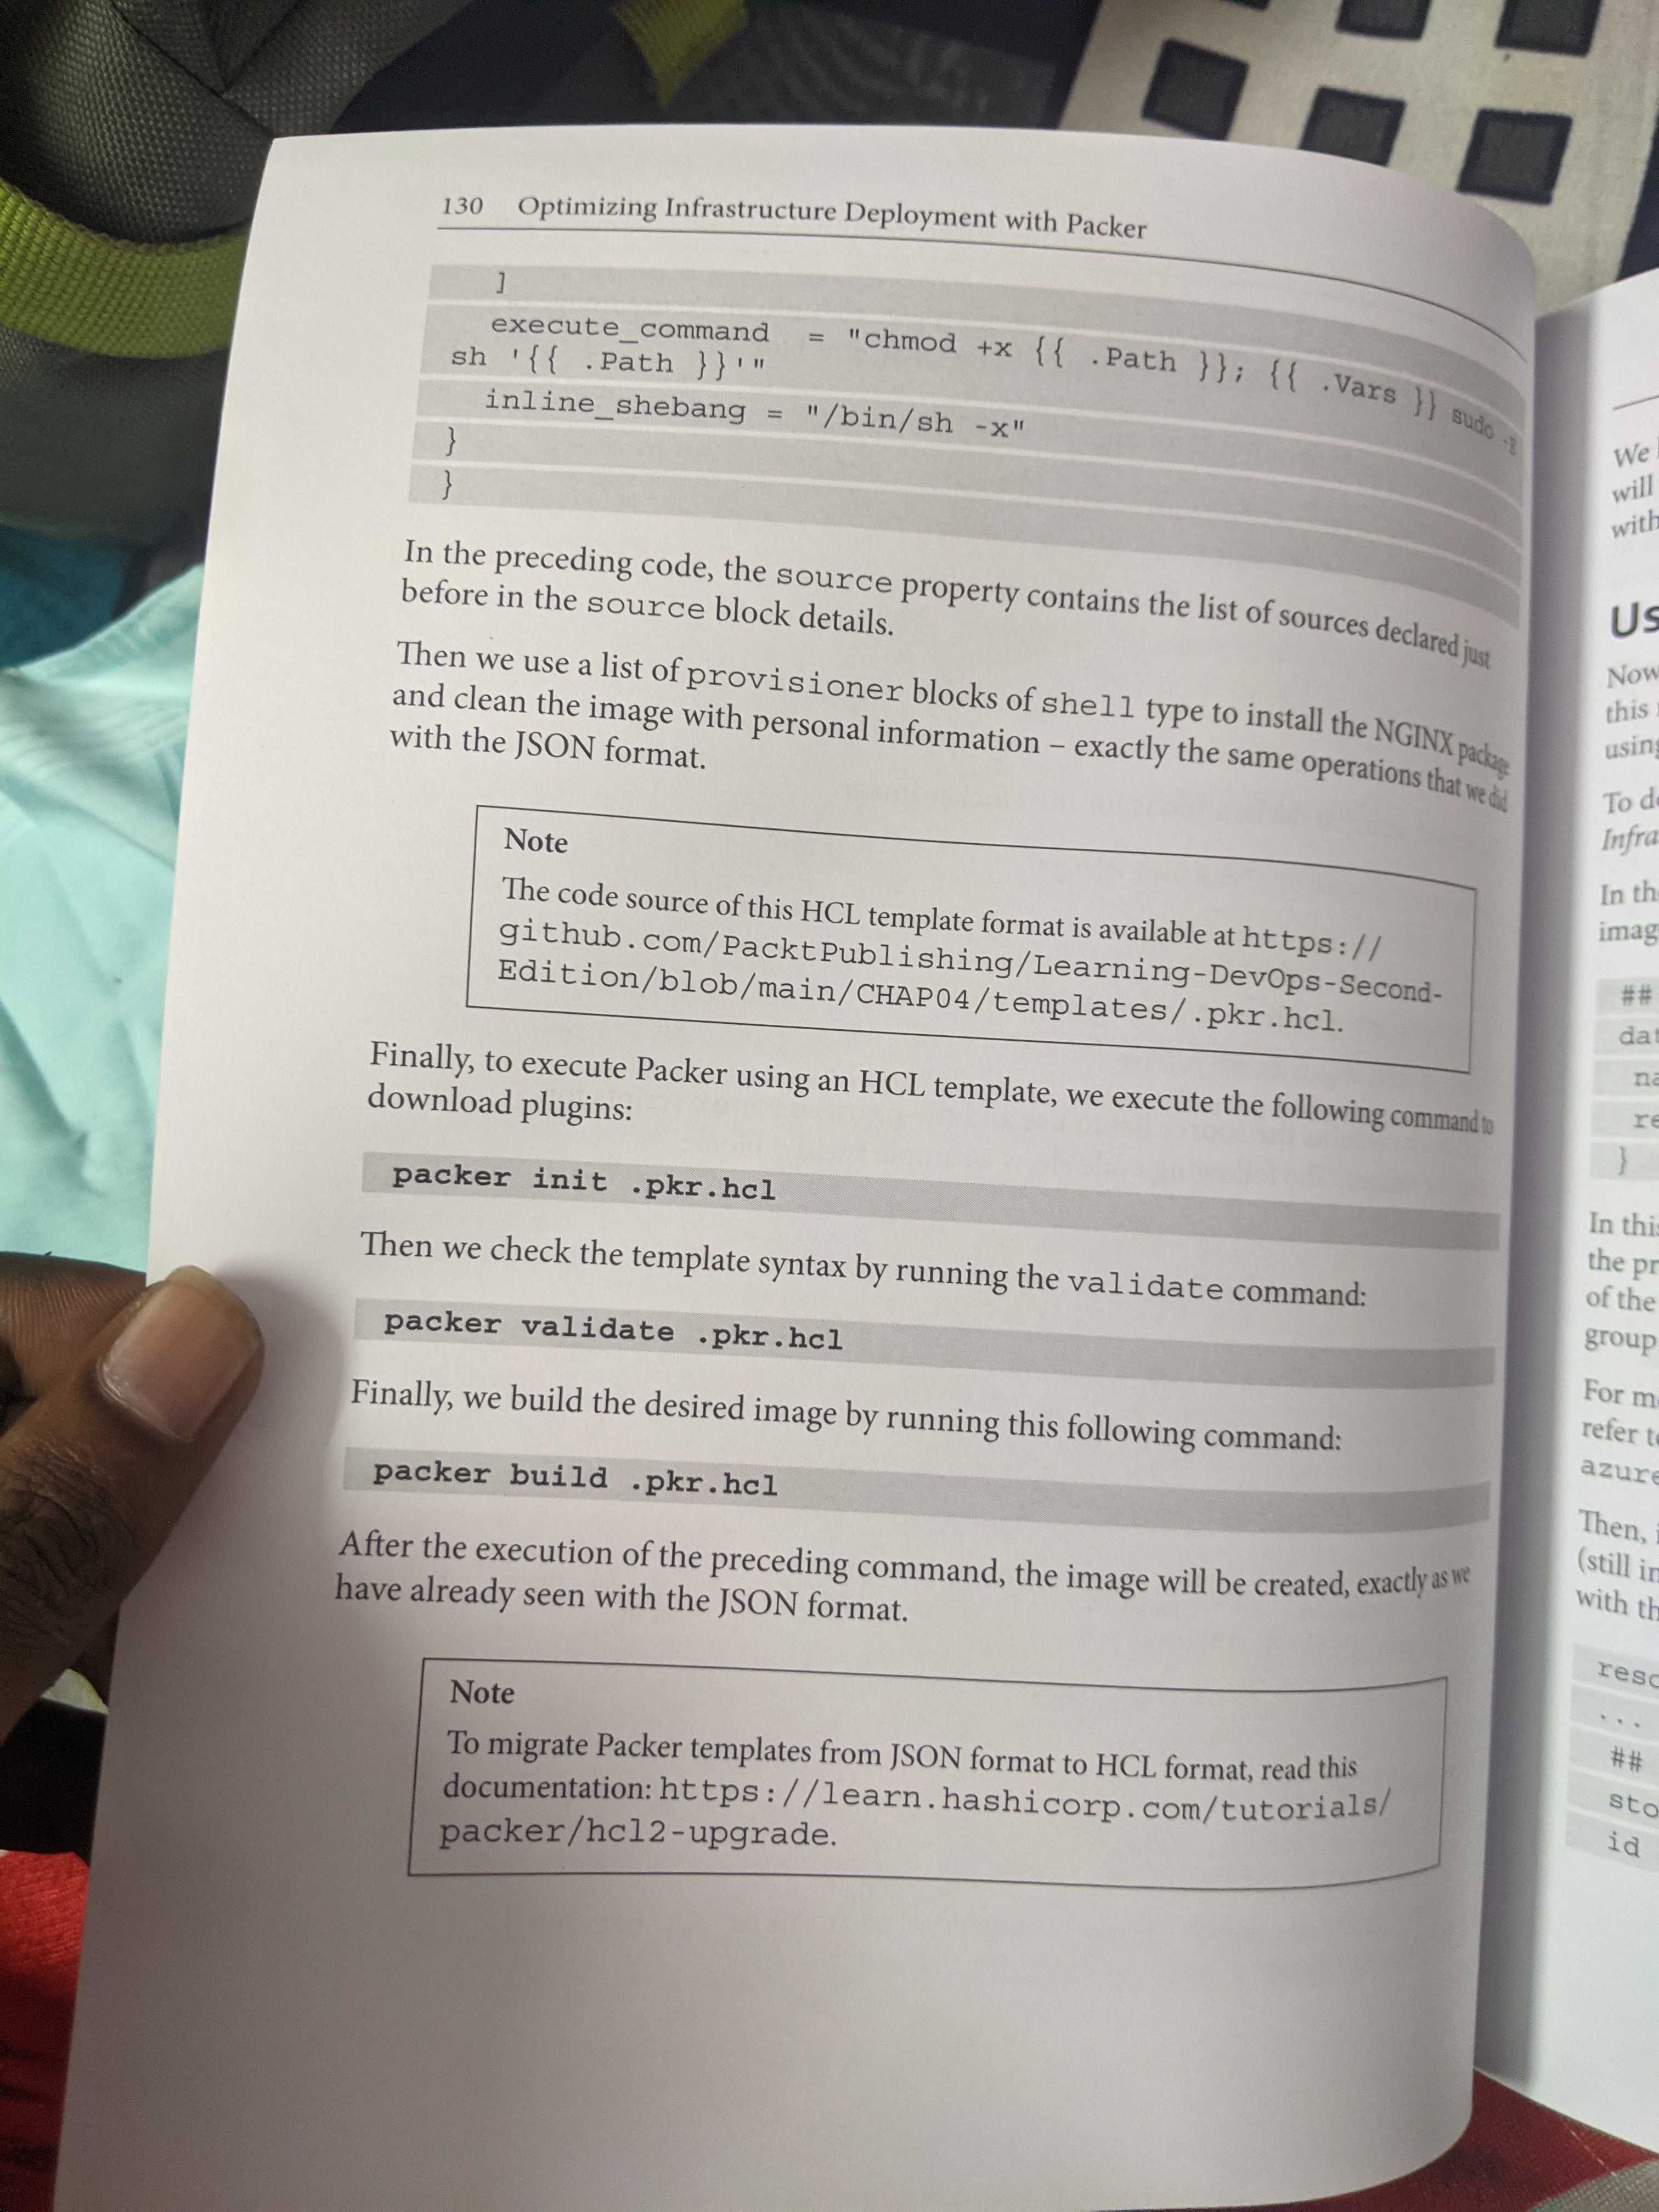 130 Optimizing Infrastructure Deployment with Packer
]
execute_command = "chmod +x {{ .Path }}; {{ .Vars }} sudo -E
sh '{{ .Path }}'"
inline_shebang = "/bin/sh -x"
}
}
In the preceding code, the source property contains the list of sources declared just
before in the source block details.
Then we use a list of provisioner blocks of shell type to install the NGINX package
and clean the image with personal information – exactly the same operations that we did
with the JSON format.
Note
The code source of this HCL template format is available at https://
github.com/PacktPublishing/Learning-DevOps-Second-
Edition/blob/main/CHAP04/templates/.pkr.hcl.
Finally, to execute Packer using an HCL template, we execute the following command to
download plugins:
packer init .pkr.hcl
Then we check the template syntax by running the validate command:
packer validate .pkr.hcl
Finally, we build the desired image by running this following command:
packer build .pkr.hcl
After the execution of the preceding command, the image will be created, exactly as we
have already seen with the JSON format.
Note
To migrate Packer templates from JSON format to HCL format, read this
documentation: https://learn.hashicorp.com/tutorials/
packer/hcl2-upgrade.
We
will
with
Us
Now
this
using
To
In the
##
}
In this
the
of the
group
For
refer
azure
Then,
(still in
with
...
##
id